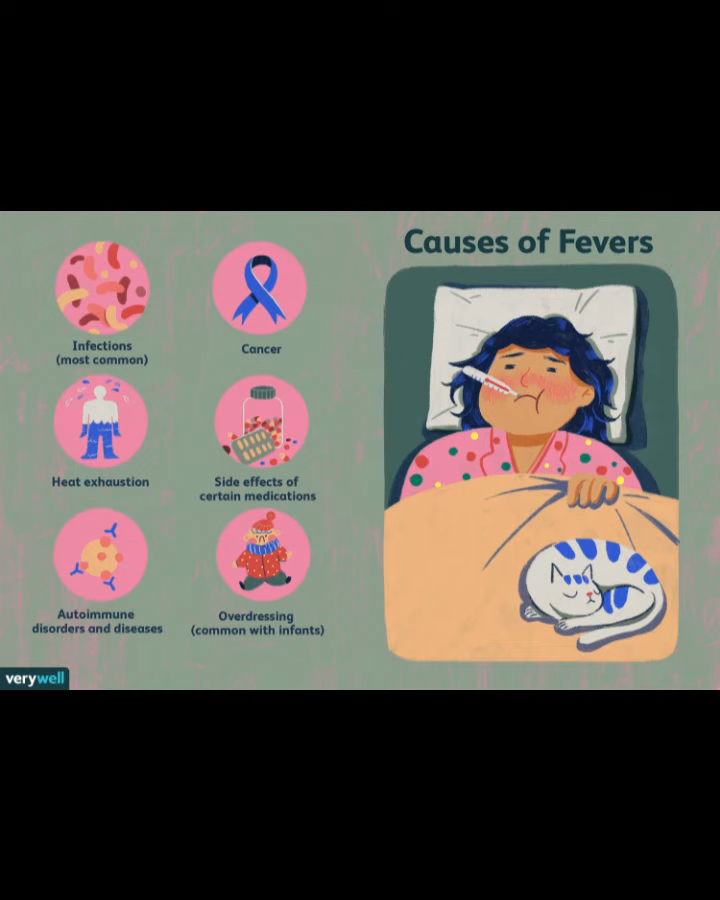 Causes of Fevers
Infections
(most common)
Cancer
Heat exhaustion
Side effects of
certain medications
Autoimmune
disorders and diseases
Overdressing
(common with infants)
verywell